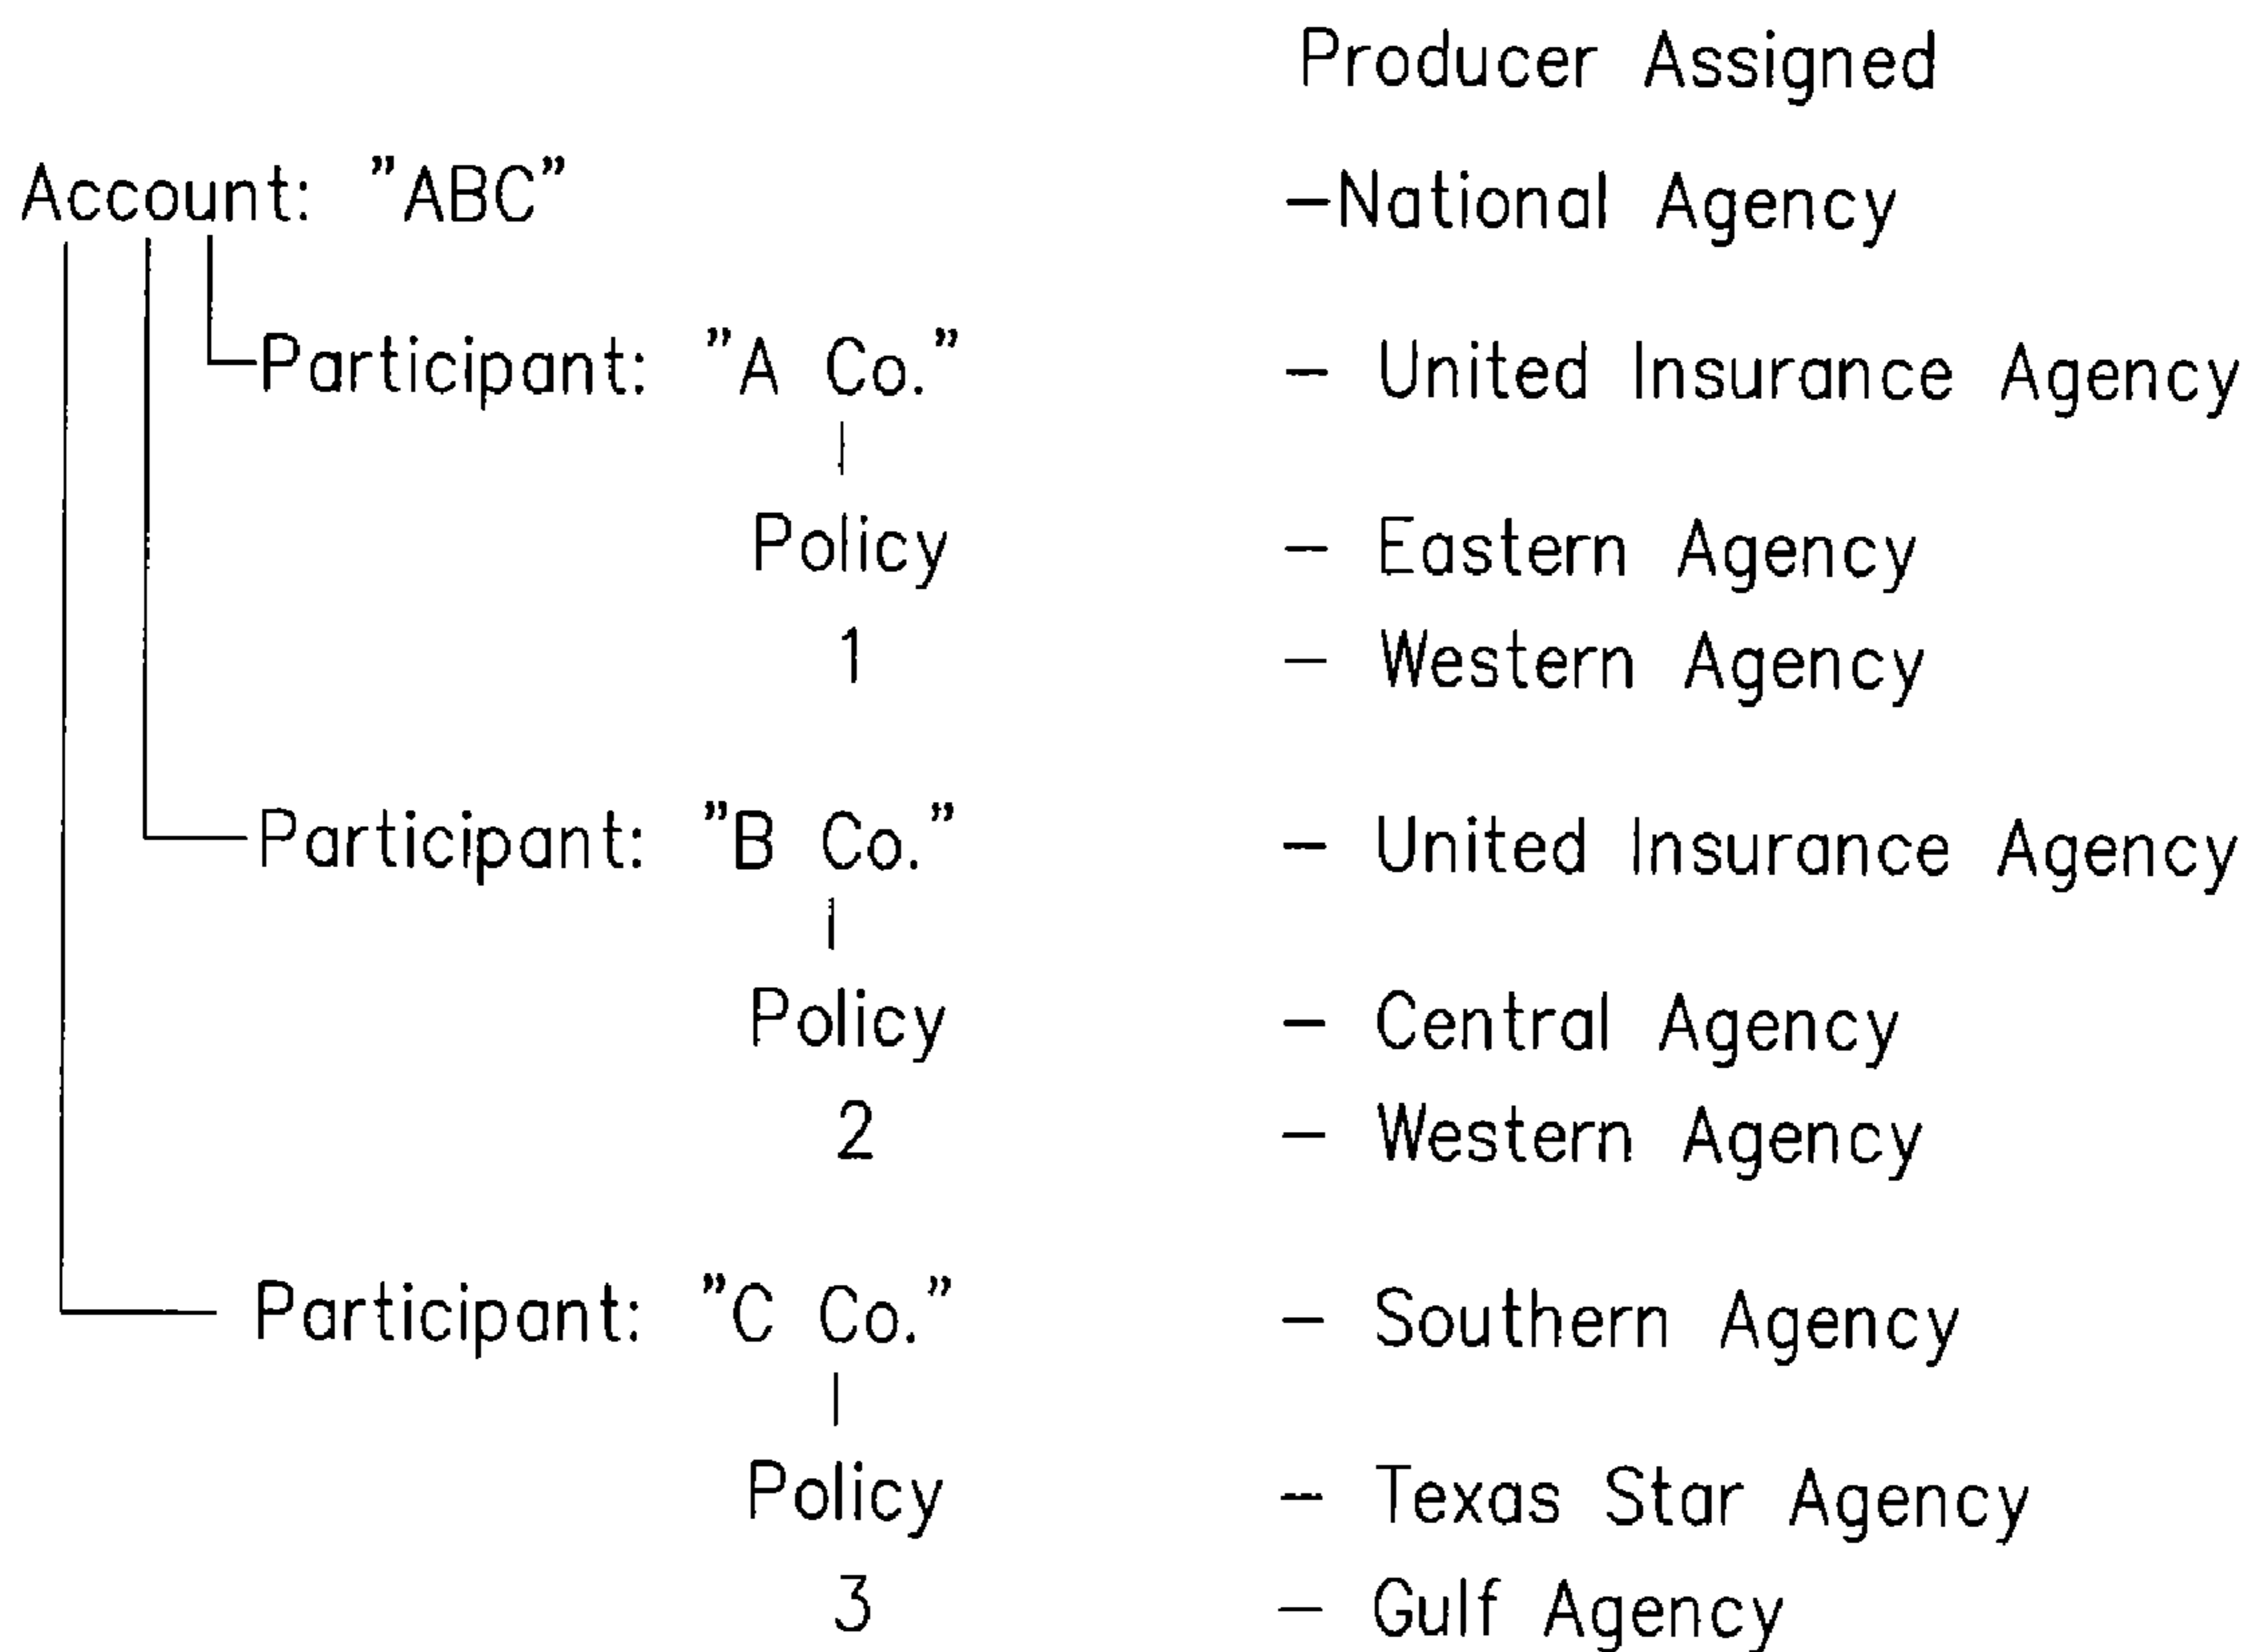 Producer Assigned
Account: "ABC" –National Agency
Participant: "A Co." – United Insurance Agency
Policy – Eastern Agency
1 – Western Agency
Participant: "B Co." – United Insurance Agency
Policy – Central Agency
2 – Western Agency
Participant: "C Co." – Southern Agency
Policy – Texas Star Agency
3 – Gulf Agency